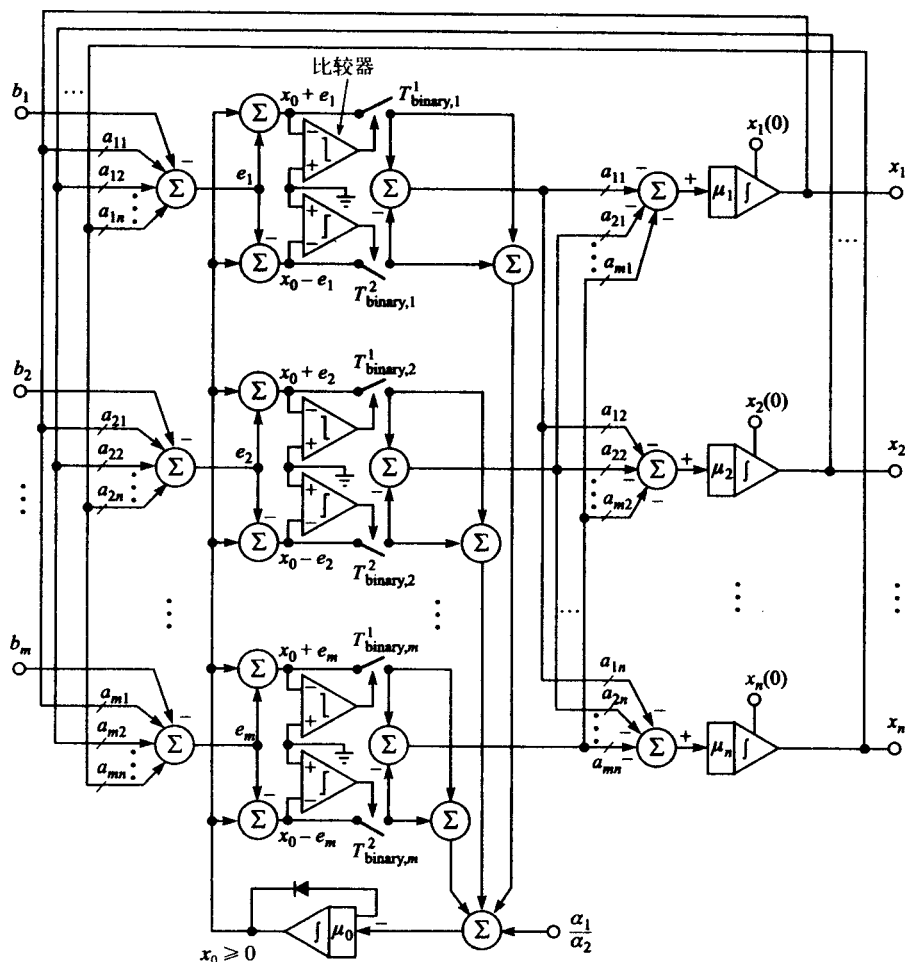 比较器
b₁
a₁₁
a₁₂
a₁ₙ
Σ
e₁
Σ
x₀ + e₁
T¹binary,1
−
+
+
−
Σ
x₀ − e₁
T²binary,1
Σ
−
Σ
a₁₁
a₂₁
aₘ₁
−
−
−
Σ
+
μ₁
∫
x₁(0)
x₁
b₂
a₂₁
a₂₂
a₂ₙ
−
Σ
e₂
Σ
x₀ + e₂
T¹binary,2
−
+
+
−
−
Σ
x₀ − e₂
T²binary,2
Σ
−
Σ
a₁₂
a₂₂
aₘ₂
−
−
−
Σ
+
μ₂
∫
x₂(0)
x₂
bₘ
aₘ₁
aₘ₂
aₘₙ
−
Σ
eₘ
Σ
x₀ + eₘ
T¹binary,m
−
+
+
−
−
Σ
x₀ − eₘ
T²binary,m
Σ
−
Σ
a₁ₙ
a₂ₙ
aₘₙ
−
−
−
Σ
+
μₙ
∫
xₙ(0)
xₙ
x₀ ≥ 0
∫
μ₀
−
Σ
α₁
α₂